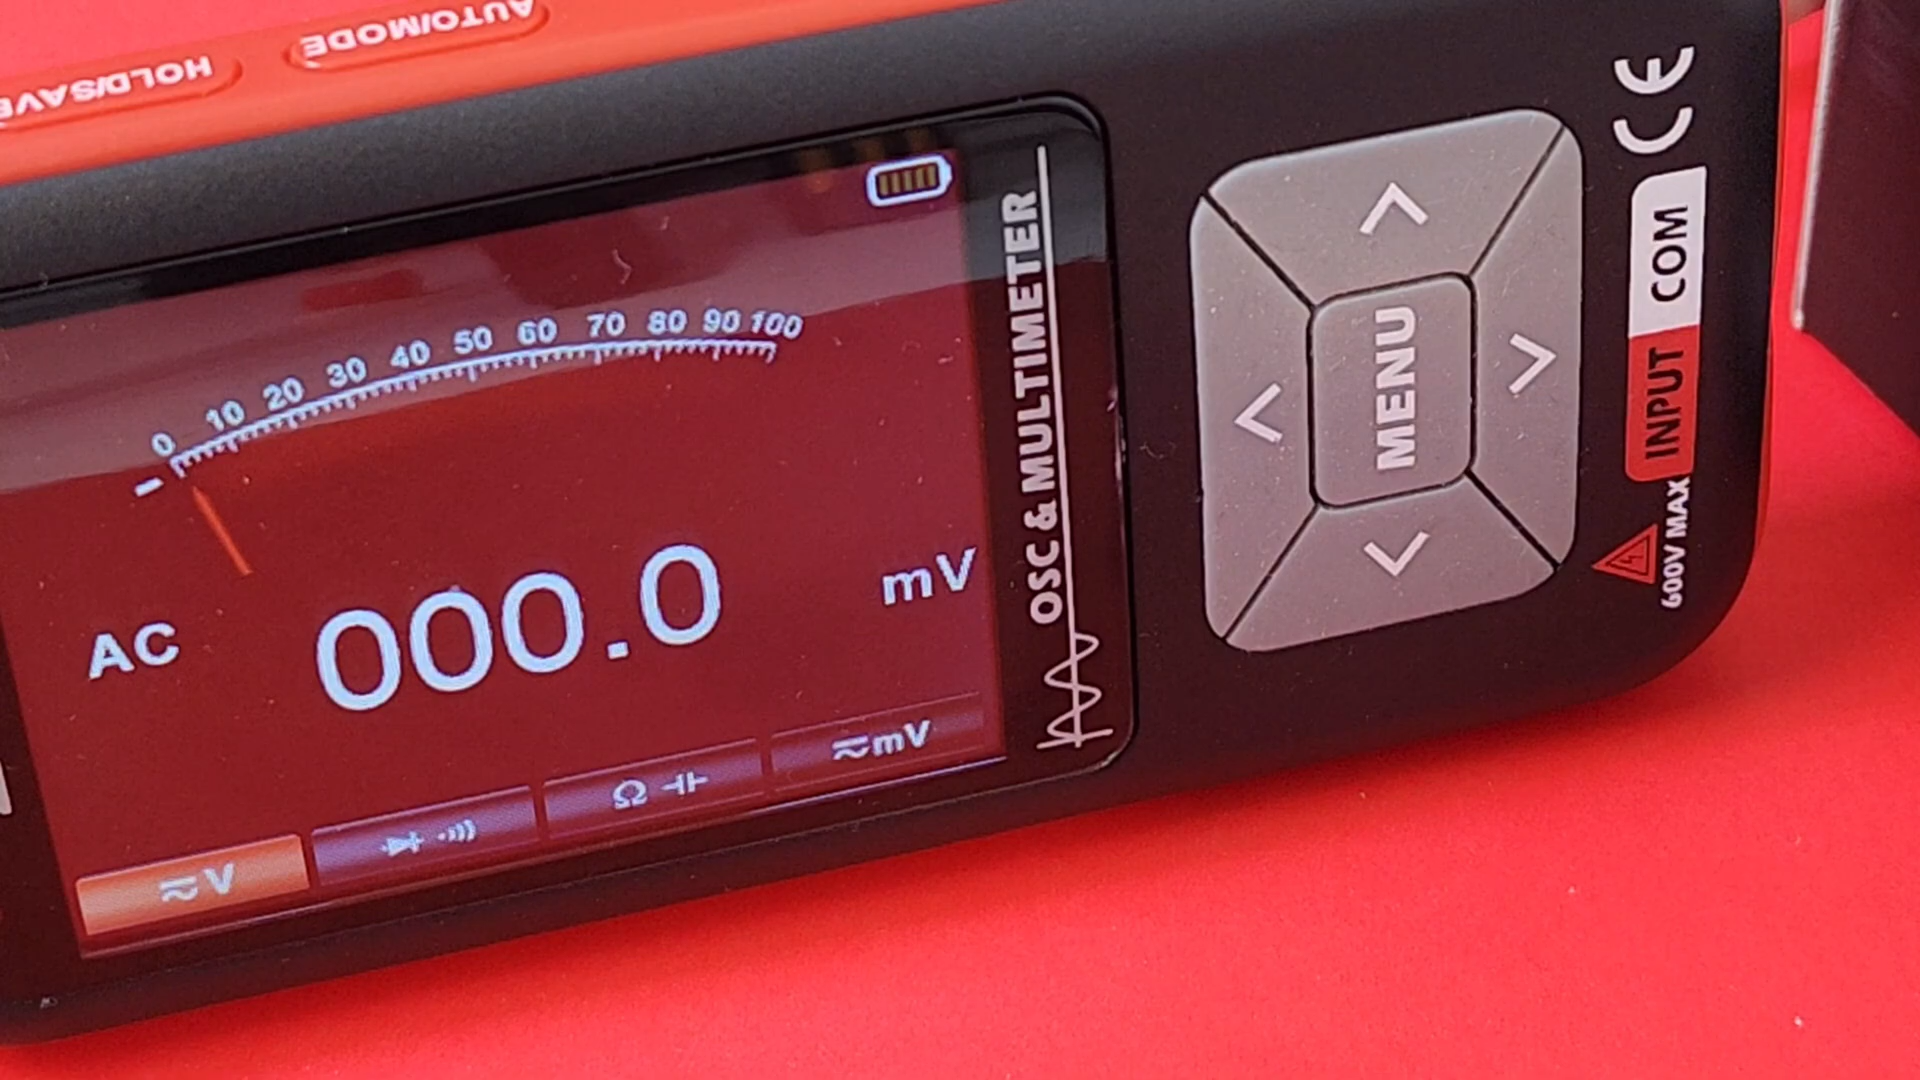 HOLD/SAVE
AUTO/MODE
0 10 20 30 40 50 60 70 80 90 100
AC 000.0 mV
≂V
Ω
≂mV
OSC & MULTIMETER
MENU
CE
COM
INPUT
600V MAX